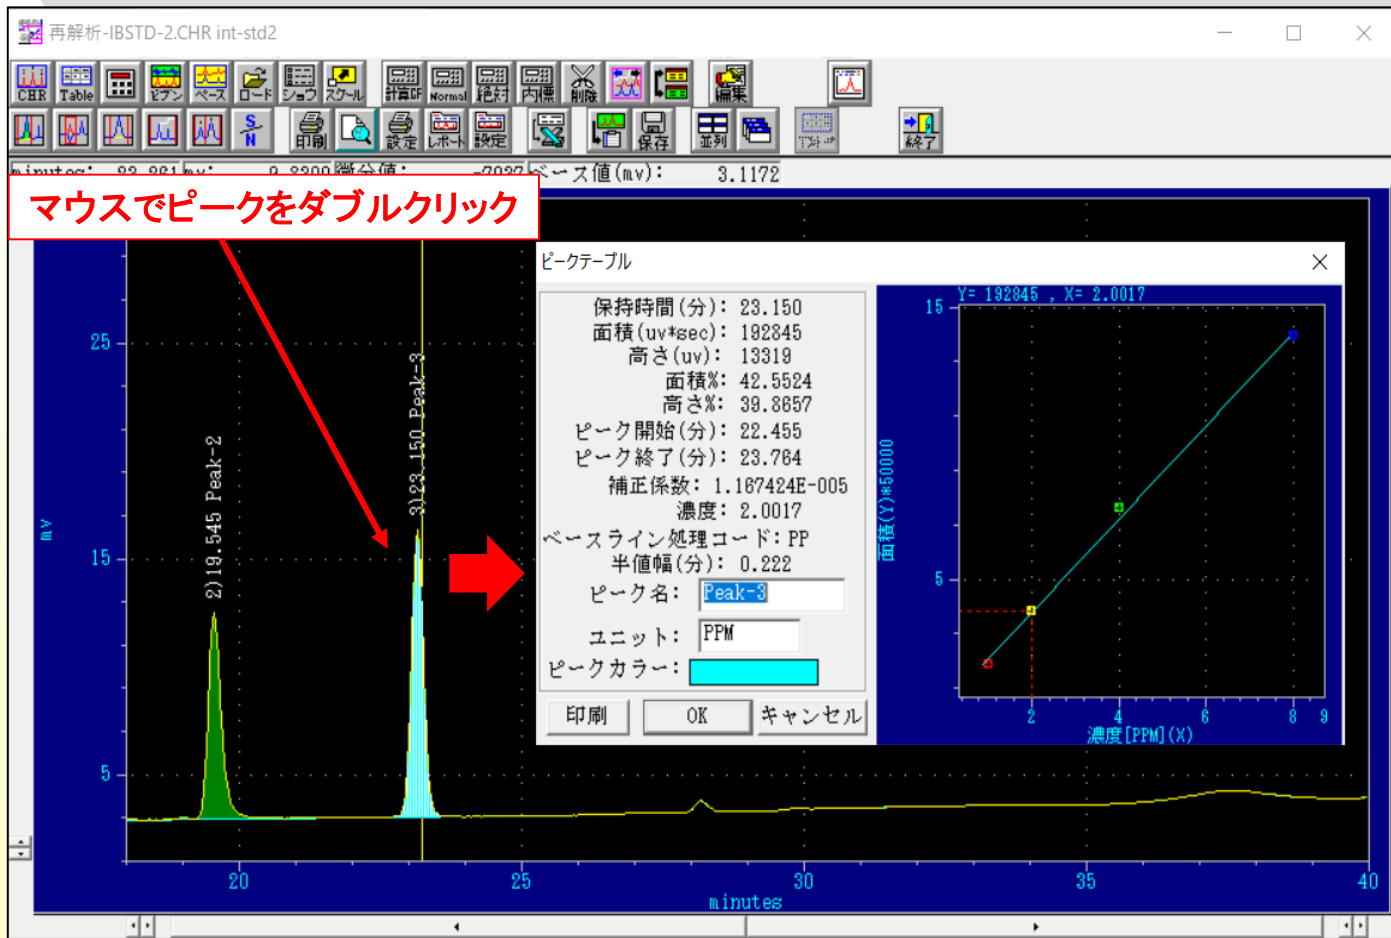 再解析-IBSTD-2.CHR int-std2
CHR Table ゼブン ベース ロード ショウ スケール 計算CF Normal 絶対 内標 削除 編集
S/N 印刷 設定 レポート 設定 保存 並列 終了
ベース値(mv): 3.1172
マウスでピークをダブルクリック
ピークテーブル
保持時間(分): 23.150
面積(uv*sec): 192845
高さ(uv): 13319
面積%: 42.5524
高さ%: 39.8657
ピーク開始(分): 22.455
ピーク終了(分): 23.764
補正係数: 1.167424E-005
濃度: 2.0017
ベースライン処理コード: PP
半値幅(分): 0.222
ピーク名: Peak-3
ユニット: PPM
ピークカラー:
印刷 OK キャンセル
Y= 192845 , X= 2.0017
15
5
面積(Y)*50000
2 4 6 8 9
濃度[PPM](X)
25
15
5
mv
2)19.545 Peak-2
3)23.150 Peak-3
20 25 30 35 40
minutes